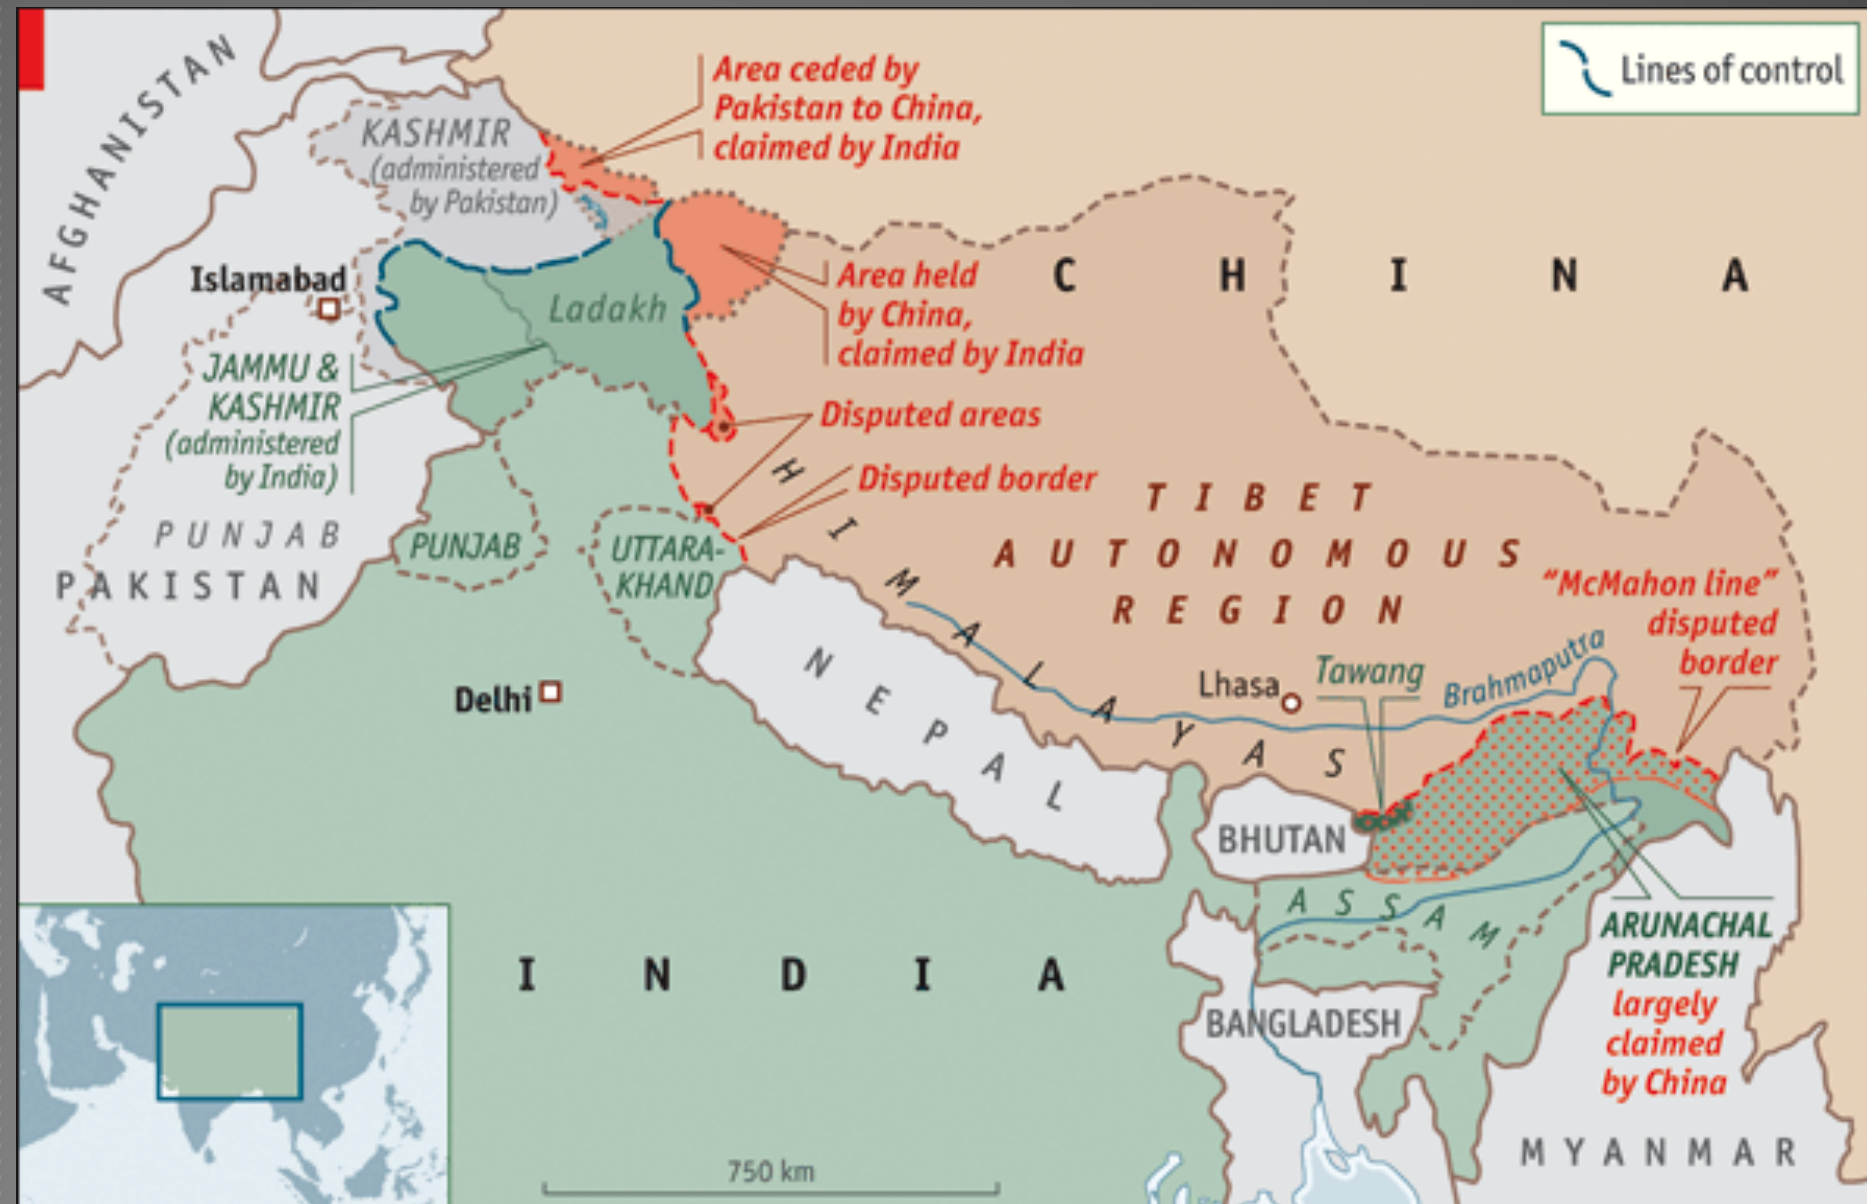 AFGHANISTAN
KASHMIR
(administered
by Pakistan)
Area ceded by
Pakistan to China,
claimed by India
Lines of control
Islamabad
Ladakh
Area held
by China,
claimed by India
CHINA
JAMMU &
KASHMIR
(administered
by India)
Disputed areas
Disputed border
HIMALAYAS
TIBET
AUTONOMOUS
REGION
PUNJAB
PAKISTAN
PUNJAB
UTTARA-
KHAND
"McMahon line"
disputed
border
Delhi
NEPAL
Lhasa
Tawang
Brahmaputra
BHUTAN
ASSAM
ARUNACHAL
PRADESH
largely
claimed
by China
INDIA
BANGLADESH
MYANMAR
750 km